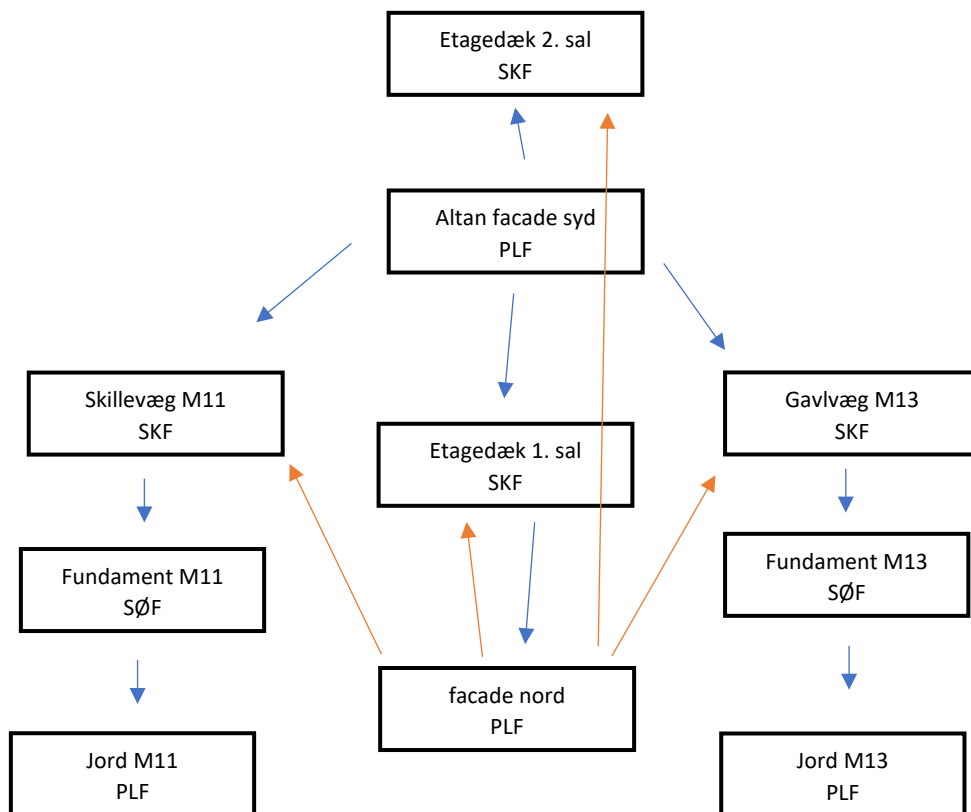 Etagedæk 2. sal
SKF
Altan facade syd
PLF
Skillevæg M11
SKF
Etagedæk 1. sal
SKF
Gavlvæg M13
SKF
Fundament M11
SØF
Fundament M13
SØF
facade nord
PLF
Jord M11
PLF
Jord M13
PLF